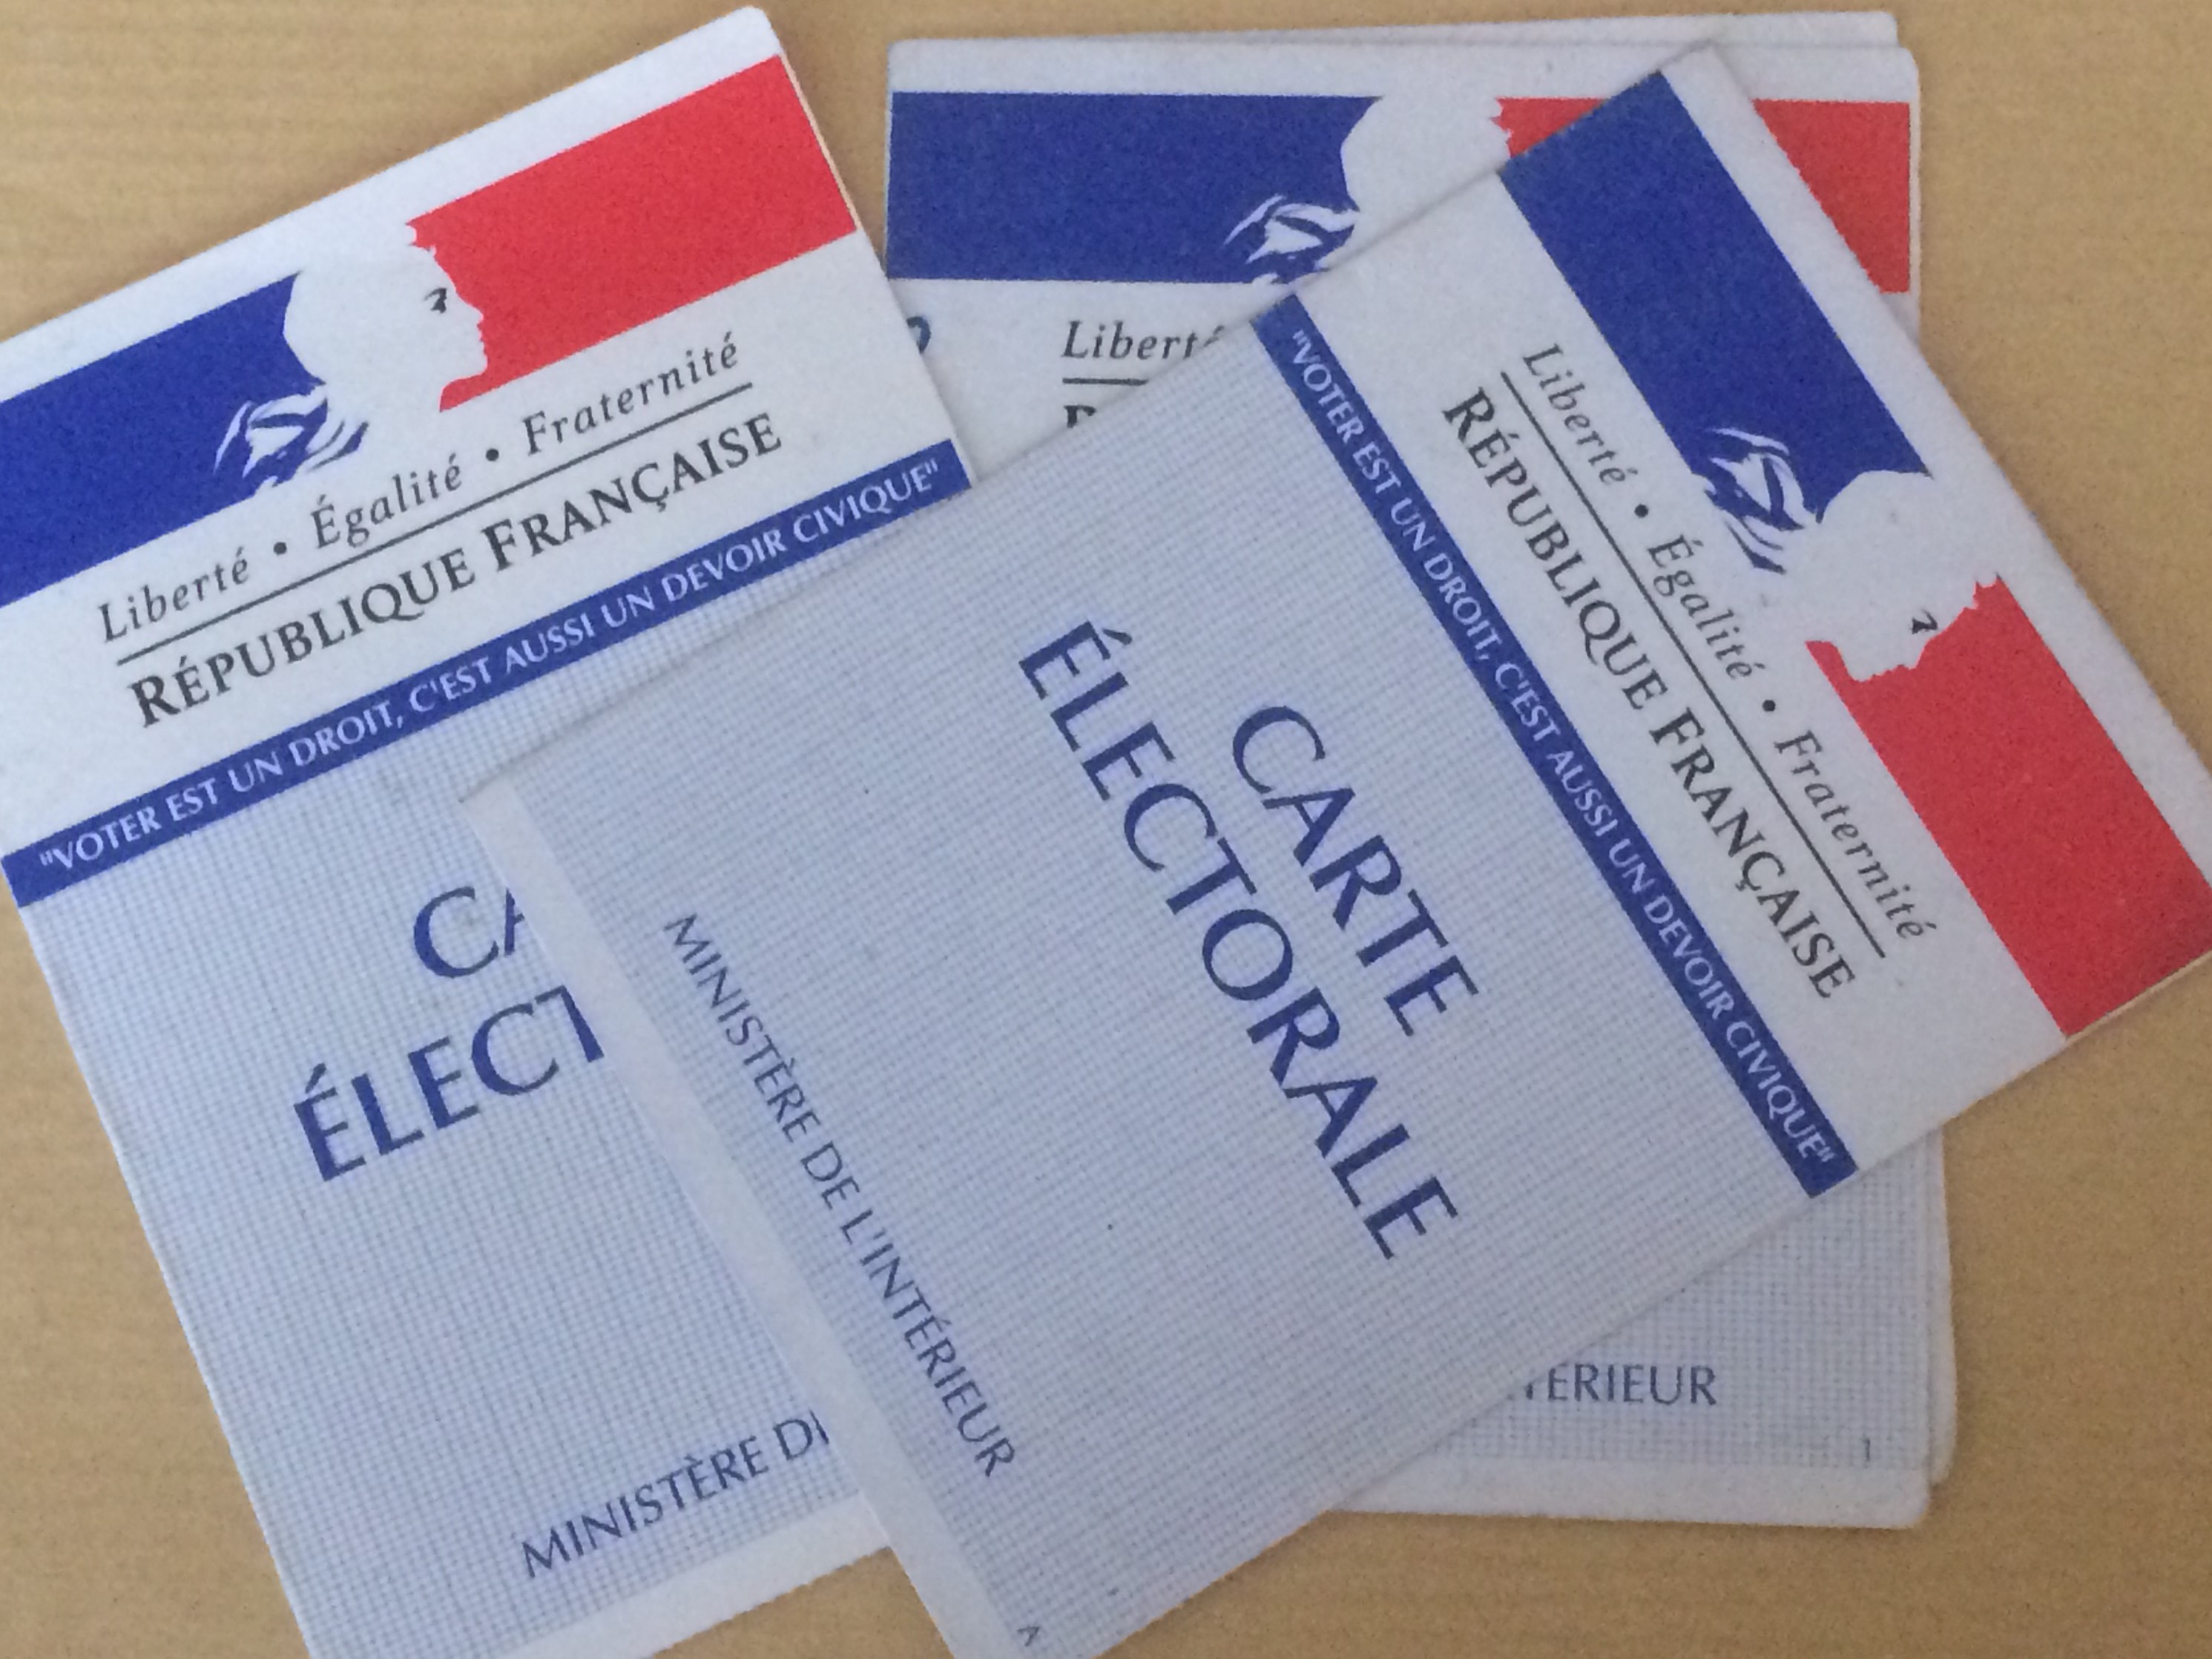 Liberté • Égalité • Fraternité
RÉPUBLIQUE FRANÇAISE
"VOTER EST UN DROIT, C'EST AUSSI UN DEVOIR CIVIQUE"
CA
ÉLECT
MINISTÈRE
Liberté
Liberté • Égalité • Fraternité
RÉPUBLIQUE FRANÇAISE
"VOTER EST UN DROIT, C'EST AUSSI UN DEVOIR CIVIQUE"
CARTE
ÉLECTORALE
MINISTÈRE DE L'INTÉRIEUR
TÉRIEUR
1